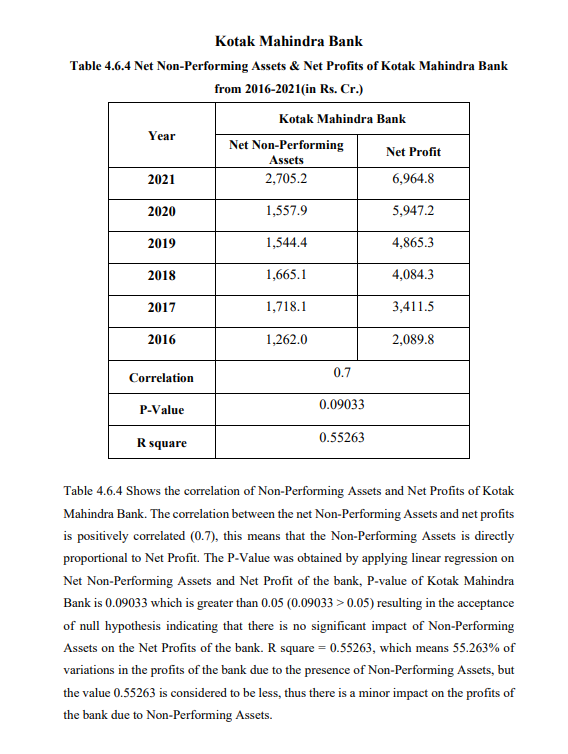 Kotak Mahindra Bank
Table 4.6.4 Net Non-Performing Assets & Net Profits of Kotak Mahindra Bank
from 2016-2021(in Rs. Cr.)
Year
Kotak Mahindra Bank
Net Non-Performing
Assets
Net Profit
2021 2,705.2 6,964.8
2020 1,557.9 5,947.2
2019 1,544.4 4,865.3
2018 1,665.1 4,084.3
2017 1,718.1 3,411.5
2016 1,262.0 2,089.8
Correlation 0.7
P-Value 0.09033
R square 0.55263
Table 4.6.4 Shows the correlation of Non-Performing Assets and Net Profits of Kotak
Mahindra Bank. The correlation between the net Non-Performing Assets and net profits
is positively correlated (0.7), this means that the Non-Performing Assets is directly
proportional to Net Profit. The P-Value was obtained by applying linear regression on
Net Non-Performing Assets and Net Profit of the bank, P-value of Kotak Mahindra
Bank is 0.09033 which is greater than 0.05 (0.09033 > 0.05) resulting in the acceptance
of null hypothesis indicating that there is no significant impact of Non-Performing
Assets on the Net Profits of the bank. R square = 0.55263, which means 55.263% of
variations in the profits of the bank due to the presence of Non-Performing Assets, but
the value 0.55263 is considered to be less, thus there is a minor impact on the profits of
the bank due to Non-Performing Assets.